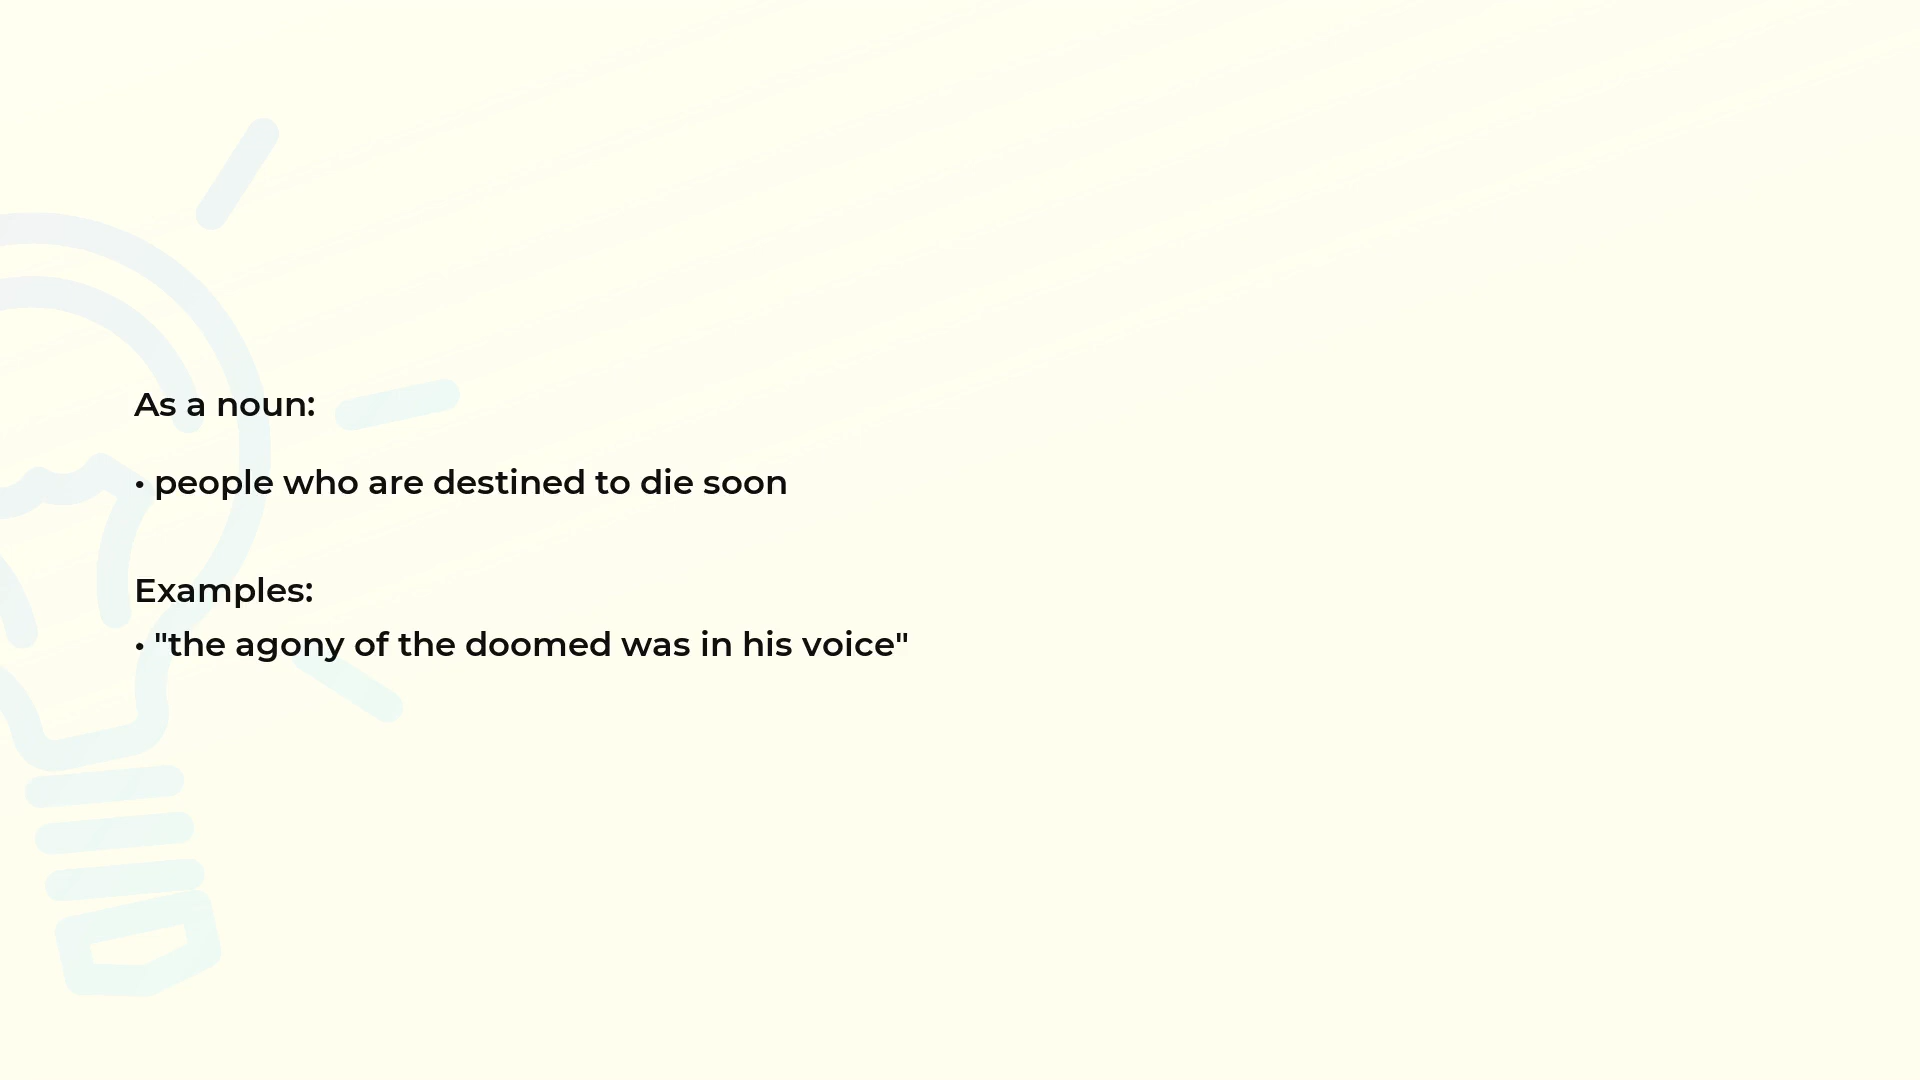 As a noun:
• people who are destined to die soon
Examples:
• "the agony of the doomed was in his voice"